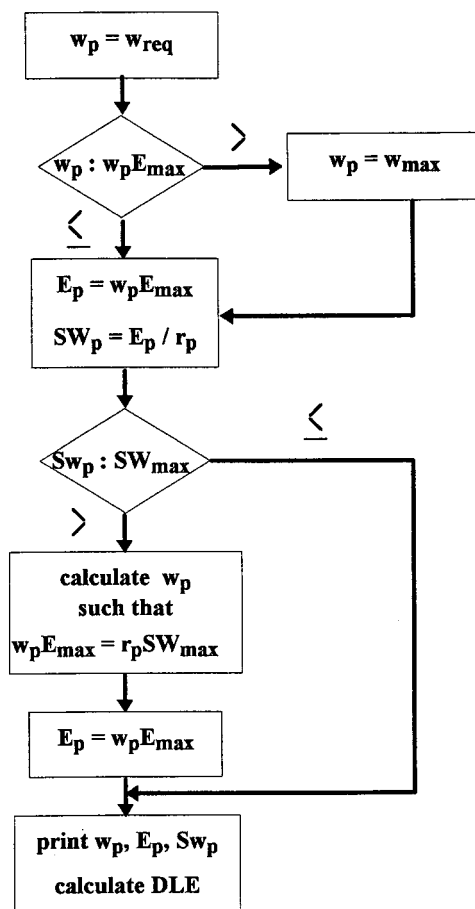 wp = wreq
>
wp : wpEmax
wp = wmax
≤
Ep = wpEmax
SWp = Ep / rp
≤
Swp : SWmax
>
calculate wp
such that
wpEmax = rpSWmax
Ep = wpEmax
print wp, Ep, Swp
calculate DLE